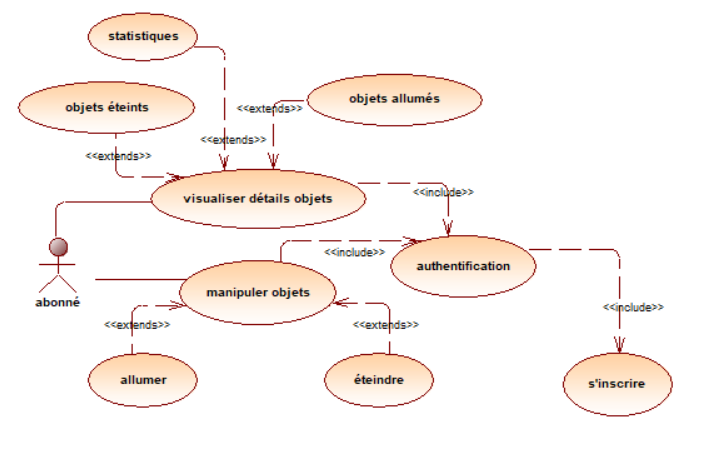 statistiques
objets éteints
objets allumés
<<extends>>
<<extends>>
<<extends>>
visualiser détails objets
<<include>>
<<include>>
authentification
abonné
manipuler objets
<<include>>
<<extends>>
<<extends>>
allumer
éteindre
s'inscrire